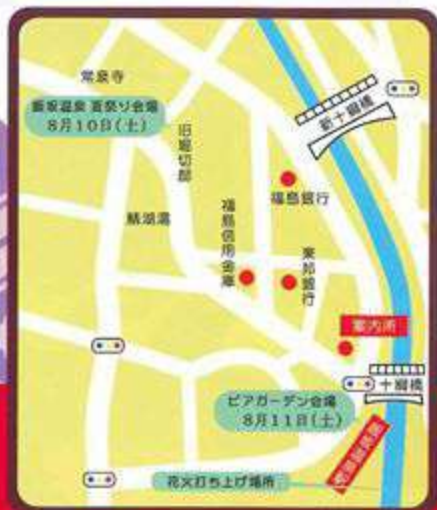 常泉寺
飯坂温泉 夏祭り会場
8月10日(土)
旧堀切邸
新十綱橋
福島銀行
鯖湖湯
福島信用金庫
東邦銀行
案内所
十綱橋
ビアガーデン会場
8月11日(土)
花火打ち上げ場所